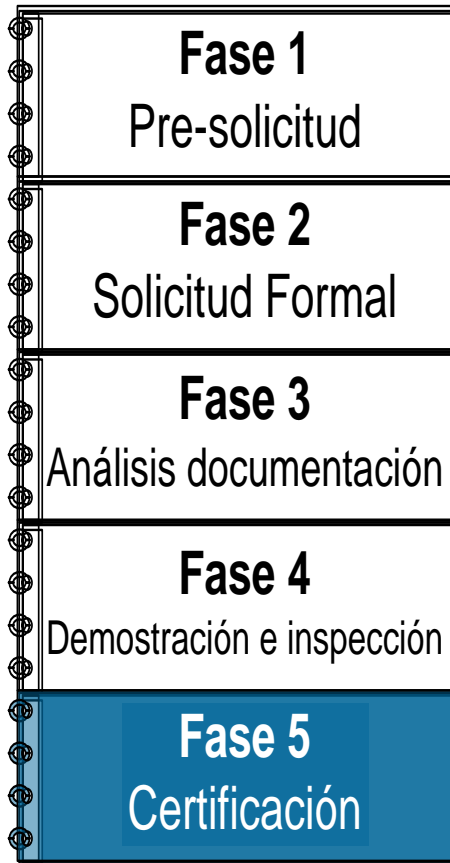 Fase 1
Pre-solicitud
Fase 2
Solicitud Formal
Fase 3
Análisis documentación
Fase 4
Demostración e inspección
Fase 5
Certificación